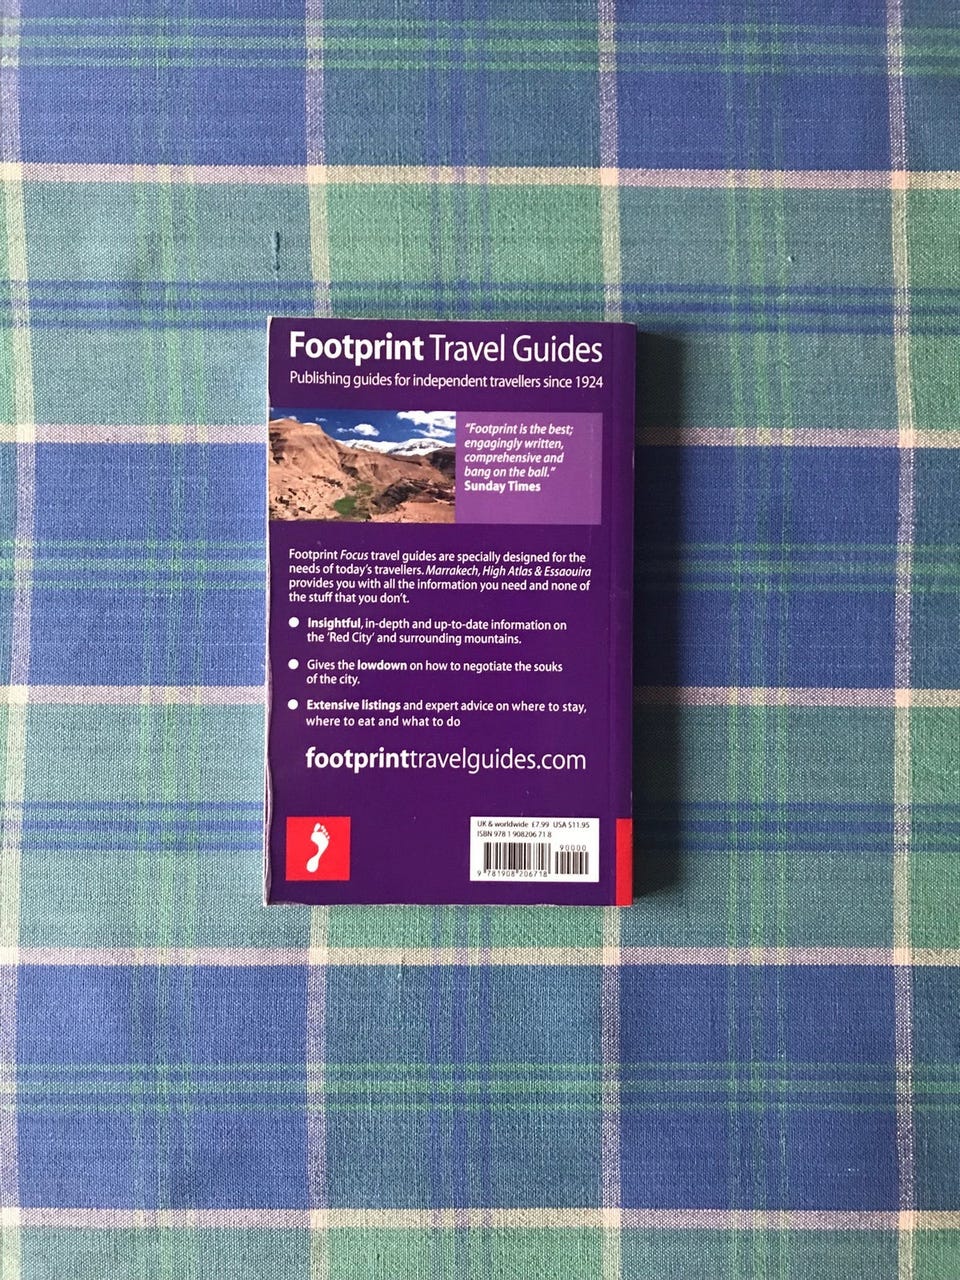 Footprint Travel Guides
Publishing guides for independent travellers since 1924
“Footprint is the best;
engagingly written,
comprehensive and
bang on the ball.”
Sunday Times
Footprint Focus travel guides are specially designed for the
needs of today’s travellers. Marrakech, High Atlas & Essaouira
provides you with all the information you need and none of
the stuff that you don’t.
Insightful, in-depth and up-to-date information on
the ‘Red City’ and surrounding mountains.
Gives the lowdown on how to negotiate the souks
of the city.
Extensive listings and expert advice on where to stay,
where to eat and what to do
footprinttravelguides.com
UK & worldwide £7.99 USA $11.95
ISBN 978 1 908206 71 8
90000
9 781908 206718